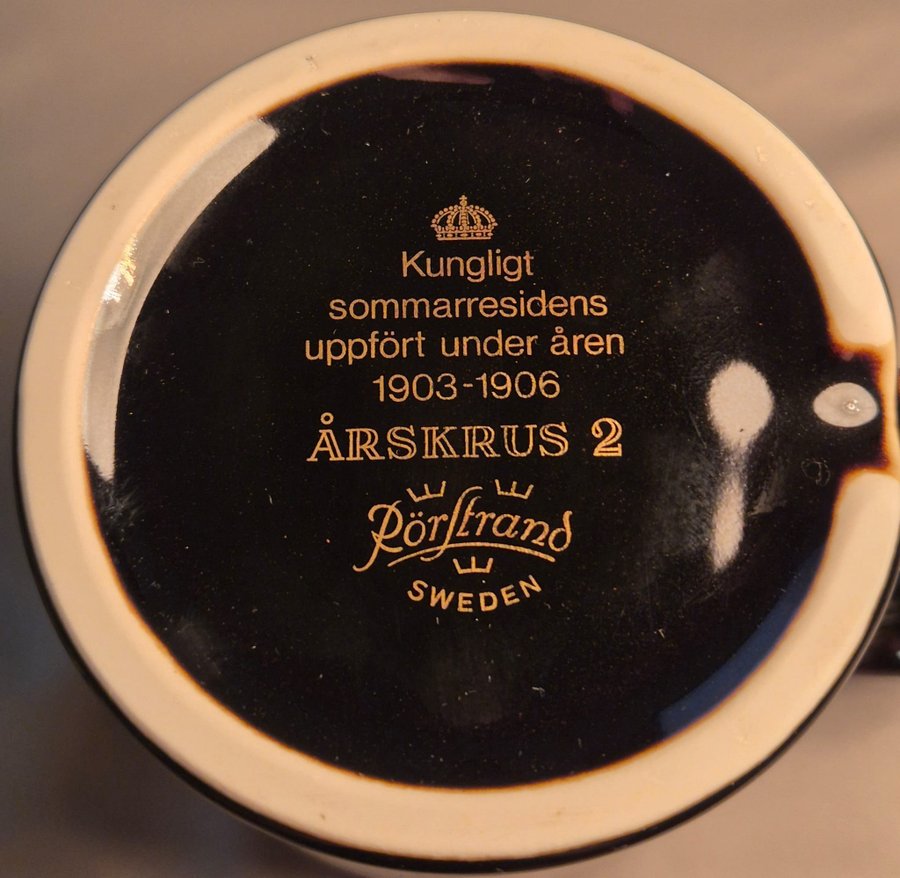 Kungligt
sommarresidens
uppfört under åren
1903-1906
ÅRSKRUS 2
Rörstrand
SWEDEN